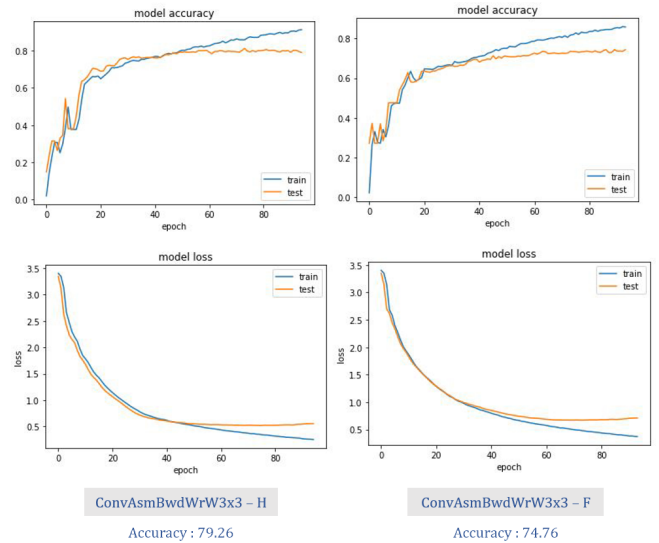 model accuracy
0.8
0.6
0.4
0.2
0.0
0 20 40 60 80
epoch
train
test
model accuracy
0.8
0.6
0.4
0.2
0.0
0 20 40 60 80
epoch
train
test
model loss
3.5
3.0
2.5
2.0
1.5
1.0
0.5
loss
0 20 40 60 80
epoch
train
test
model loss
3.5
3.0
2.5
2.0
1.5
1.0
0.5
loss
0 20 40 60 80
epoch
train
test
ConvAsmBwdWrW3x3 – H
Accuracy : 79.26
ConvAsmBwdWrW3x3 – F
Accuracy : 74.76